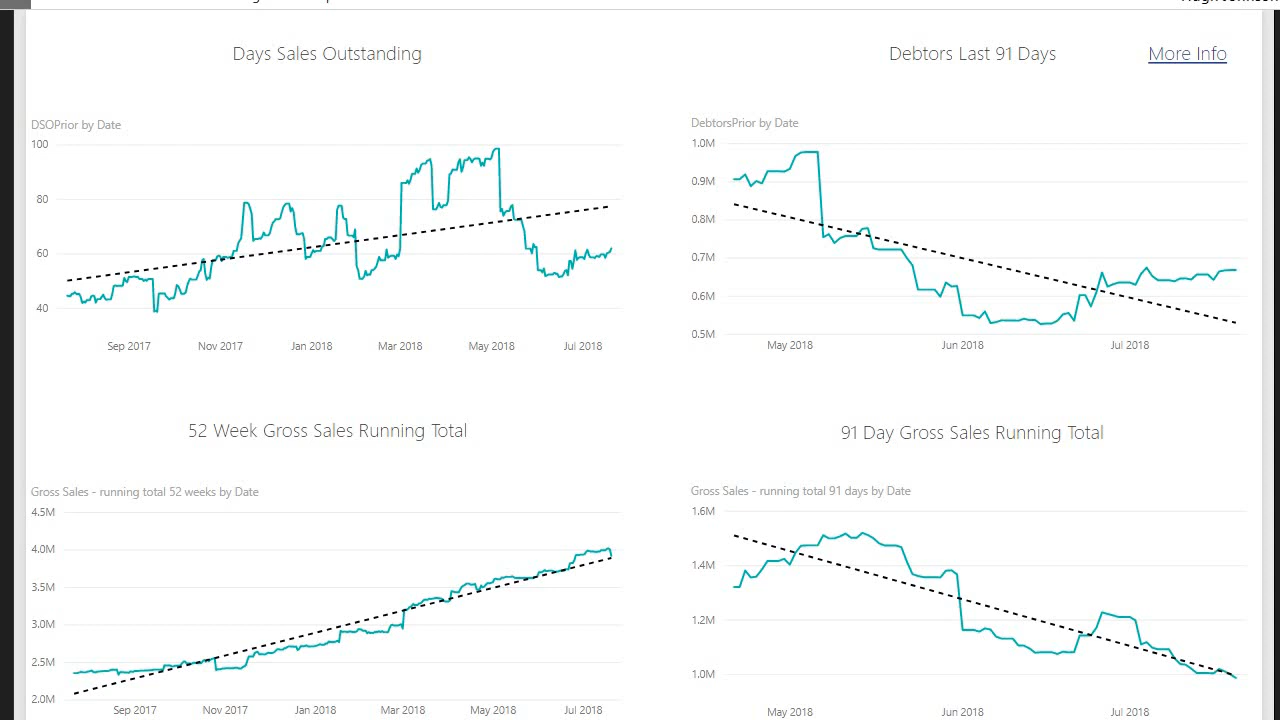 Days Sales Outstanding
DSOPrior by Date
100
80
60
40
Sep 2017 Nov 2017 Jan 2018 Mar 2018 May 2018 Jul 2018
Debtors Last 91 Days More Info
DebtorsPrior by Date
1.0M
0.9M
0.8M
0.7M
0.6M
0.5M
May 2018 Jun 2018 Jul 2018
52 Week Gross Sales Running Total
Gross Sales - running total 52 weeks by Date
4.5M
4.0M
3.5M
3.0M
2.5M
2.0M
Sep 2017 Nov 2017 Jan 2018 Mar 2018 May 2018 Jul 2018
91 Day Gross Sales Running Total
Gross Sales - running total 91 days by Date
1.6M
1.4M
1.2M
1.0M
May 2018 Jun 2018 Jul 2018